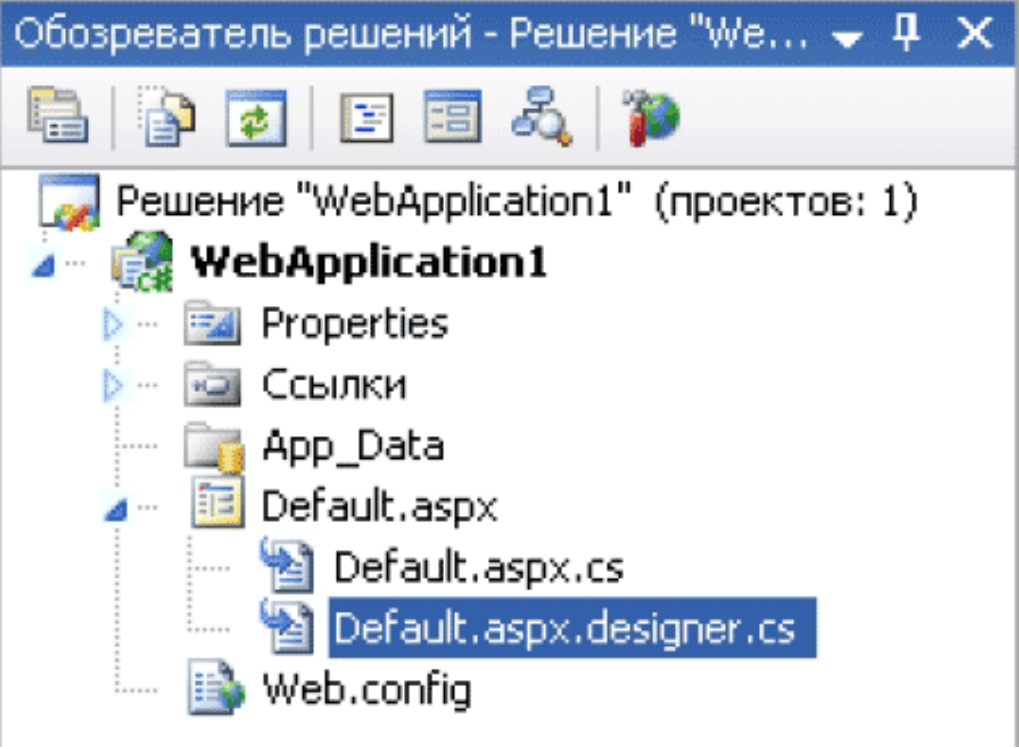 Обозреватель решений - Решение "We...
Решение "WebApplication1" (проектов: 1)
WebApplication1
Properties
Ссылки
App_Data
Default.aspx
Default.aspx.cs
Default.aspx.designer.cs
Web.config